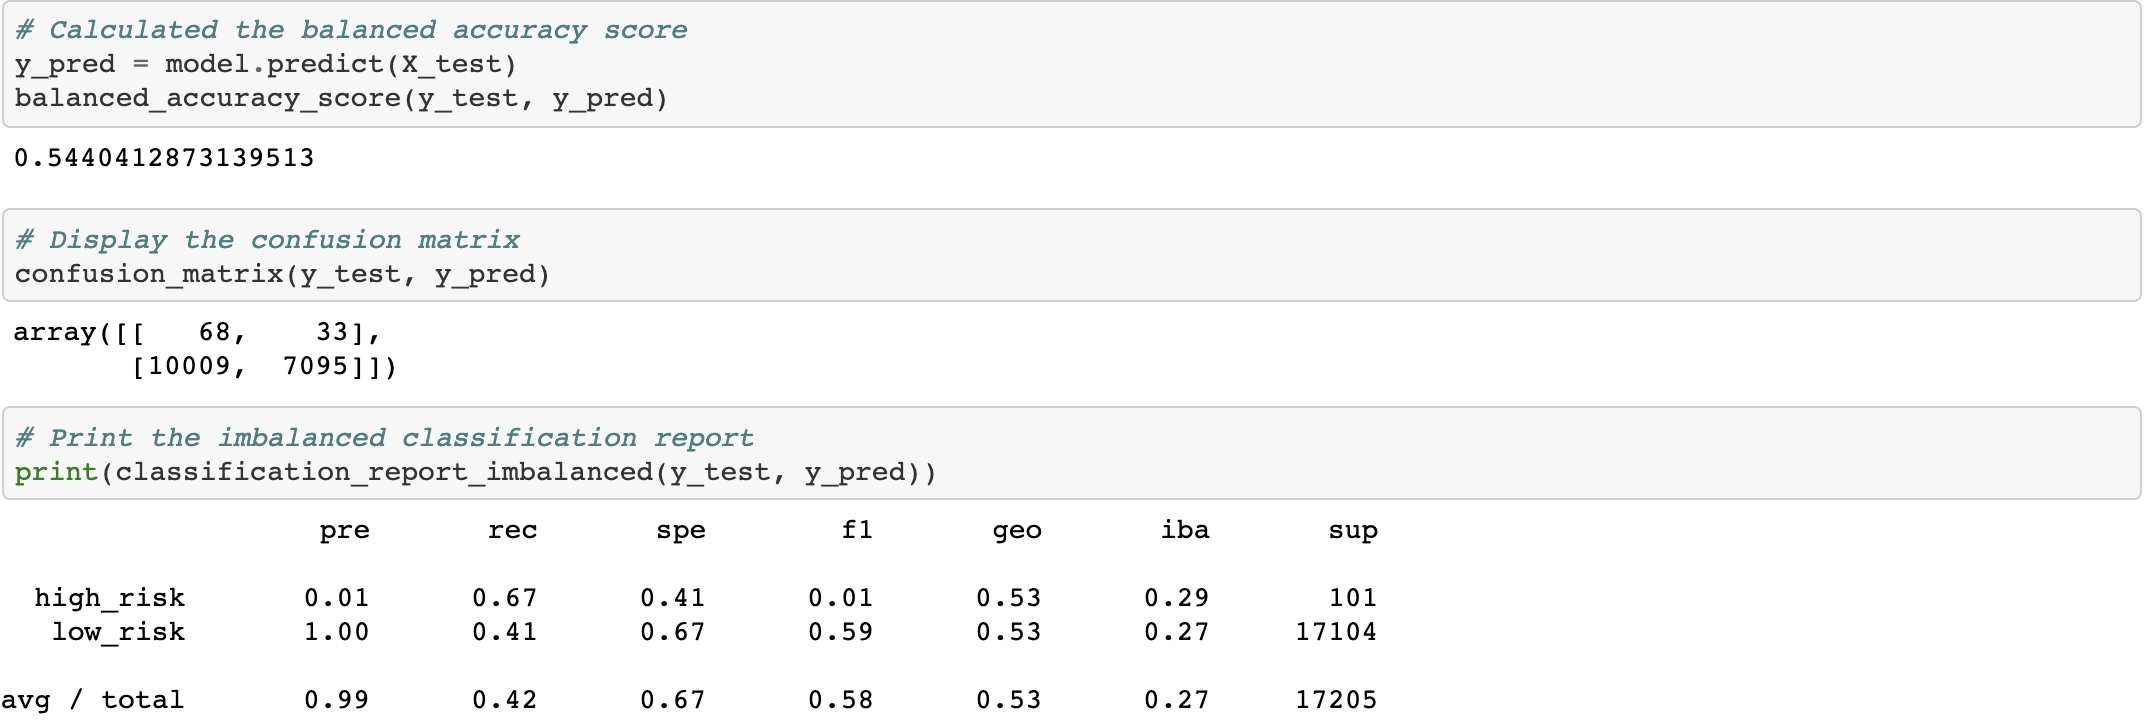 # Calculated the balanced accuracy score
y_pred = model.predict(X_test)
balanced_accuracy_score(y_test, y_pred)
0.5440412873139513
# Display the confusion matrix
confusion_matrix(y_test, y_pred)
array([[   68,    33],
       [10009,  7095]])
# Print the imbalanced classification report
print(classification_report_imbalanced(y_test, y_pred))
                   pre       rec       spe        f1       geo       iba       sup
  high_risk       0.01      0.67      0.41      0.01      0.53      0.29       101
   low_risk       1.00      0.41      0.67      0.59      0.53      0.27     17104
avg / total       0.99      0.42      0.67      0.58      0.53      0.27     17205